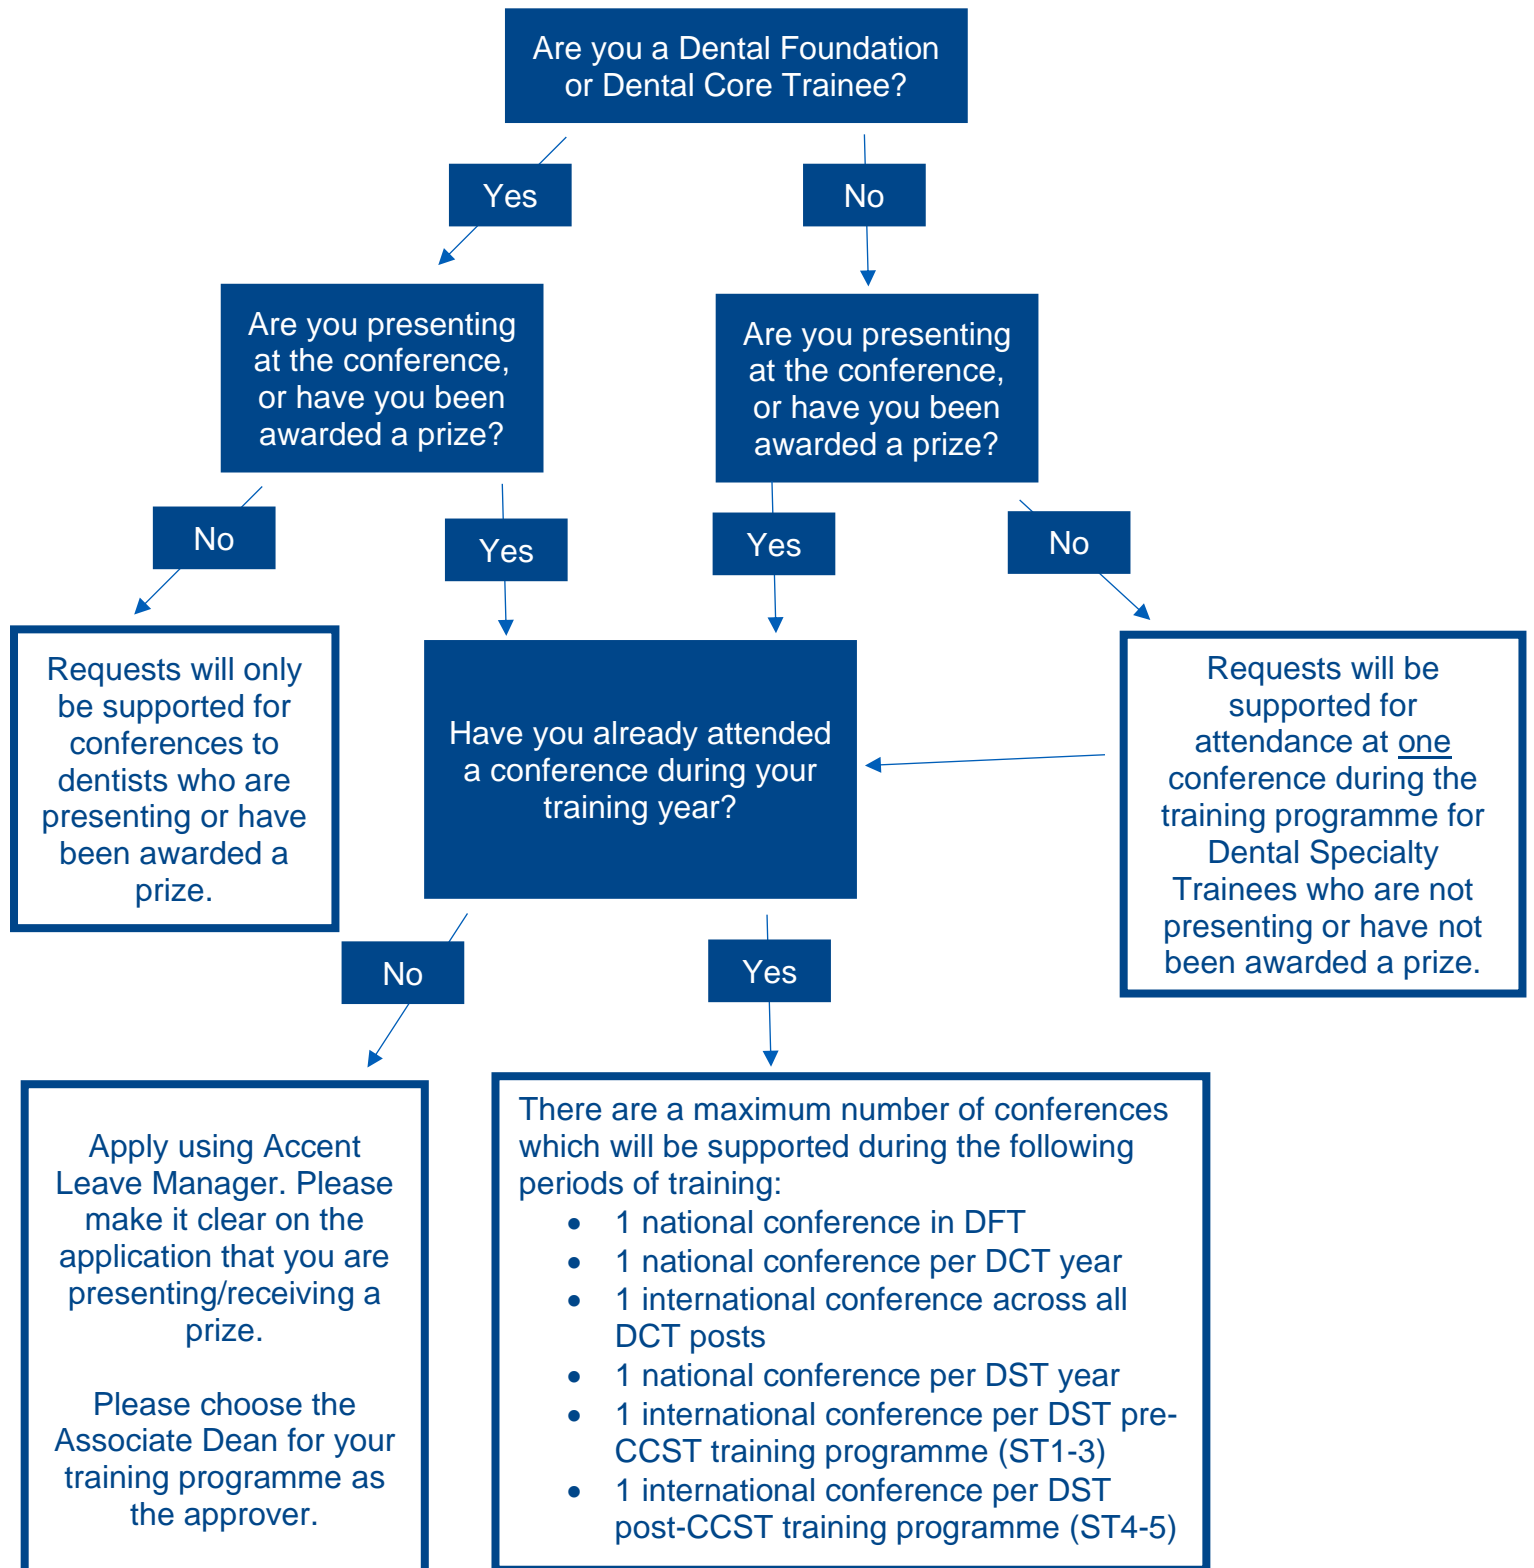 Are you a Dental Foundation
or Dental Core Trainee?
Yes
No
Are you presenting
at the conference,
or have you been
awarded a prize?
Are you presenting
at the conference,
or have you been
awarded a prize?
No
Yes
Yes
No
Requests will only
be supported for
conferences to
dentists who are
presenting or have
been awarded a
prize.
Have you already attended
a conference during your
training year?
Requests will be
supported for
attendance at one
conference during the
training programme for
Dental Specialty
Trainees who are not
presenting or have not
been awarded a prize.
No
Yes
Apply using Accent
Leave Manager. Please
make it clear on the
application that you are
presenting/receiving a
prize.
Please choose the
Associate Dean for your
training programme as
the approver.
There are a maximum number of conferences
which will be supported during the following
periods of training:
• 1 national conference in DFT
• 1 national conference per DCT year
• 1 international conference across all
DCT posts
• 1 national conference per DST year
• 1 international conference per DST pre-
CCST training programme (ST1-3)
• 1 international conference per DST
post-CCST training programme (ST4-5)